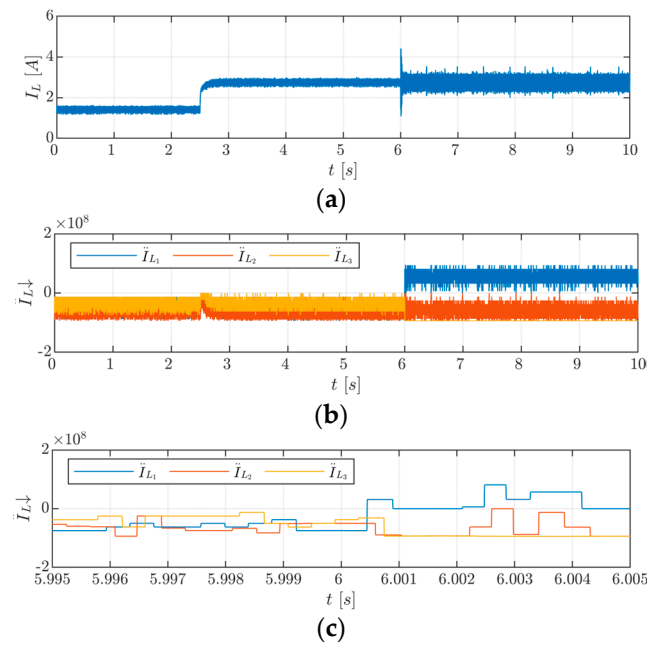 6
4
2
0
I_L [A]
0 1 2 3 4 5 6 7 8 9 10
t [s]
(a)
×10^8
2
0
-2
Ï_L↓
Ï_L₁ Ï_L₂ Ï_L₃
0 1 2 3 4 5 6 7 8 9 10
t [s]
(b)
×10^8
2
0
-2
Ï_L↓
Ï_L₁ Ï_L₂ Ï_L₃
5.995 5.996 5.997 5.998 5.999 6 6.001 6.002 6.003 6.004 6.005
t [s]
(c)